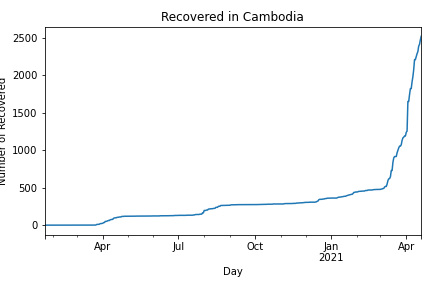 Recovered in Cambodia
2500
2000
1500
1000
500
0
Number of Recovered
Apr
Jul
Oct
Jan
2021
Apr
Day